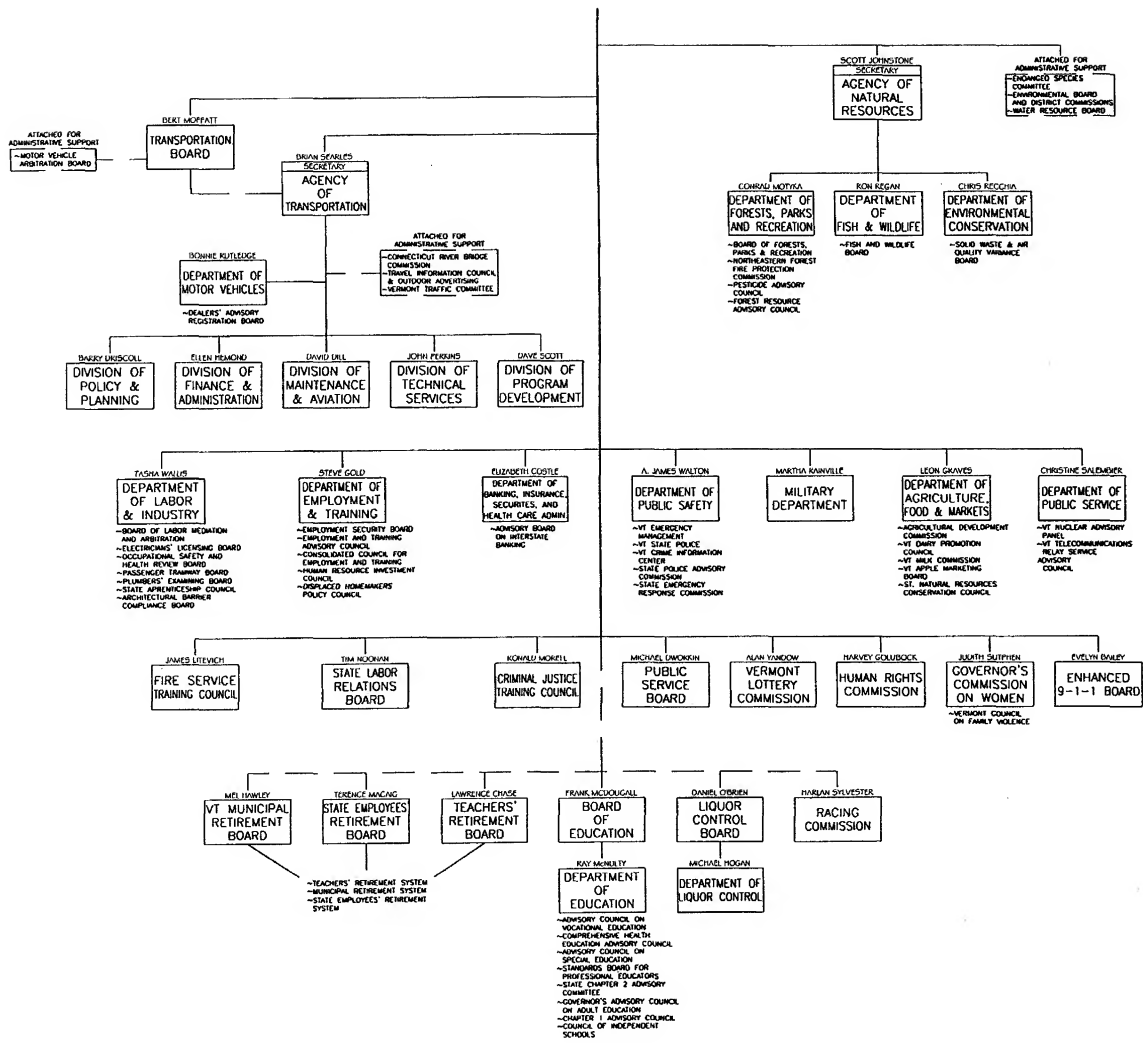 SCOTT JOHNSTONE
SECRETARY
AGENCY OF
NATURAL
RESOURCES
ATTACHED FOR
ADMINISTRATIVE SUPPORT
~ENDANGED SPECIES
COMMITTEE
~ENVIRONMENTAL BOARD
AND DISTRICT COMMISSIONS
~WATER RESOURCE BOARD
BERT MOFFATT
TRANSPORTATION
BOARD
ATTACHED FOR
ADMINISTRATIVE SUPPORT
~MOTOR VEHICLE
ARBITRATION BOARD
BRIAN SEARLES
SECRETARY
AGENCY
OF
TRANSPORTATION
CONRAD MOTYKA
DEPARTMENT OF
FORESTS, PARKS
AND RECREATION
~BOARD OF FORESTS,
PARKS & RECREATION
~NORTHEASTERN FOREST
FIRE PROTECTION
COMMISSION
~PESTICIDE ADVISORY
COUNCIL
~FOREST RESOURCE
ADVISORY COUNCIL
RON REGAN
DEPARTMENT
OF
FISH & WILDLIFE
~FISH AND WILDLIFE
BOARD
CHRIS RECCHIA
DEPARTMENT OF
ENVIRONMENTAL
CONSERVATION
~SOLID WASTE & AIR
QUALITY VARIANCE
BOARD
ATTACHED FOR
ADMINISTRATIVE SUPPORT
~CONNECTICUT RIVER BRIDGE
COMMISSION
~TRAVEL INFORMATION COUNCIL
& OUTDOOR ADVERTISING
~VERMONT TRAFFIC COMMITTEE
BONNIE RUTLEDGE
DEPARTMENT OF
MOTOR VEHICLES
~DEALERS' ADVISORY
REGISTRATION BOARD
BARRY DRISCOLL
DIVISION OF
POLICY &
PLANNING
ELLEN HEMOND
DIVISION OF
FINANCE &
ADMINISTRATION
DAVID DILL
DIVISION OF
MAINTENANCE
& AVIATION
JOHN PERKINS
DIVISION OF
TECHNICAL
SERVICES
DAVE SCOTT
DIVISION OF
PROGRAM
DEVELOPMENT
TASHA WALLIS
DEPARTMENT
OF LABOR
& INDUSTRY
~BOARD OF LABOR MEDIATION
AND ARBITRATION
~ELECTRICIANS' LICENSING BOARD
~OCCUPATIONAL SAFETY AND
HEALTH REVIEW BOARD
~PASSENGER TRAMWAY BOARD
~PLUMBERS' EXAMINING BOARD
~STATE APRENTICESHIP COUNCIL
~ARCHITECTURAL BARRIER
COMPLIANCE BOARD
STEVE GOLD
DEPARTMENT OF
EMPLOYMENT
& TRAINING
~EMPLOYMENT SECURITY BOARD
~EMPLOYMENT AND TRAINING
ADVISORY COUNCIL
~CONSOLIDATED COUNCIL FOR
EMPLOYMENT AND TRAINING
~HUMAN RESOURCE INVESTMENT
COUNCIL
~DISPLACED HOMEMAKERS
POLICY COUNCIL
ELIZABETH COSTLE
DEPARTMENT OF
BANKING, INSURANCE,
SECURITES, AND
HEALTH CARE ADMIN.
~ADVISORY BOARD
ON INTERSTATE
BANKING
A. JAMES WALTON
DEPARTMENT OF
PUBLIC SAFETY
~VT EMERGENCY
MANAGEMENT
~VT STATE POLICE
~VT CRIME INFORMATION
CENTER
~STATE POLICE ADVISORY
COMMISSION
~STATE EMERGENCY
RESPONSE COMMISSION
MARTHA RAINVILLE
MILITARY
DEPARTMENT
LEON GRAVES
DEPARTMENT OF
AGRICULTURE,
FOOD & MARKETS
~AGRICULTURAL DEVELOPMENT
COMMISSION
~VT DAIRY PROMOTION
COUNCIL
~VT MILK COMMISSION
~VT APPLE MARKETING
BOARD
~ST. NATURAL RESOURCES
CONSERVATION COUNCIL
CHRISTINE SALEMBIER
DEPARTMENT OF
PUBLIC SERVICE
~VT NUCLEAR ADVISORY
PANEL
~VT TELECOMMUNICATIONS
RELAY SERVICE
ADVISORY
COUNCIL
JAMES LITEVICH
FIRE SERVICE
TRAINING COUNCIL
TIM NOONAN
STATE LABOR
RELATIONS
BOARD
RONALD MORELL
CRIMINAL JUSTICE
TRAINING COUNCIL
MICHAEL DWORKIN
PUBLIC
SERVICE
BOARD
ALAN YANDOW
VERMONT
LOTTERY
COMMISSION
HARVEY GOLUBOCK
HUMAN RIGHTS
COMMISSION
JUDITH SUTPHEN
GOVERNOR'S
COMMISSION
ON WOMEN
~VERMONT COUNCIL
ON FAMILY VIOLENCE
EVELYN BAILEY
ENHANCED
9-1-1 BOARD
MEL HAWLEY
VT MUNICIPAL
RETIREMENT
BOARD
TERENCE MACAIG
STATE EMPLOYEES
RETIREMENT
BOARD
LAWRENCE CHASE
TEACHERS'
RETIREMENT
BOARD
FRANK MCDOUGALL
BOARD
OF
EDUCATION
DANIEL O'BRIEN
LIQUOR
CONTROL
BOARD
HARLAN SYLVESTER
RACING
COMMISSION
~TEACHERS' RETIREMENT SYSTEM
~MUNICIPAL RETIREMENT SYSTEM
~STATE EMPLOYEES' RETIREMENT
SYSTEM
RAY McNULTY
DEPARTMENT
OF
EDUCATION
~ADVISORY COUNCIL ON
VOCATIONAL EDUCATION
~COMPREHENSIVE HEALTH
EDUCATION ADVISORY COUNCIL
~ADVISORY COUNCIL ON
SPECIAL EDUCATION
~STANDARDS BOARD FOR
PROFESSIONAL EDUCATORS
~STATE CHAPTER 2 ADVISORY
COMMITTEE
~GOVERNOR'S ADVISORY COUNCIL
ON ADULT EDUCATION
~CHAPTER 1 ADVISORY COUNCIL
~COUNCIL OF INDEPENDENT
SCHOOLS
MICHAEL HOGAN
DEPARTMENT OF
LIQUOR CONTROL